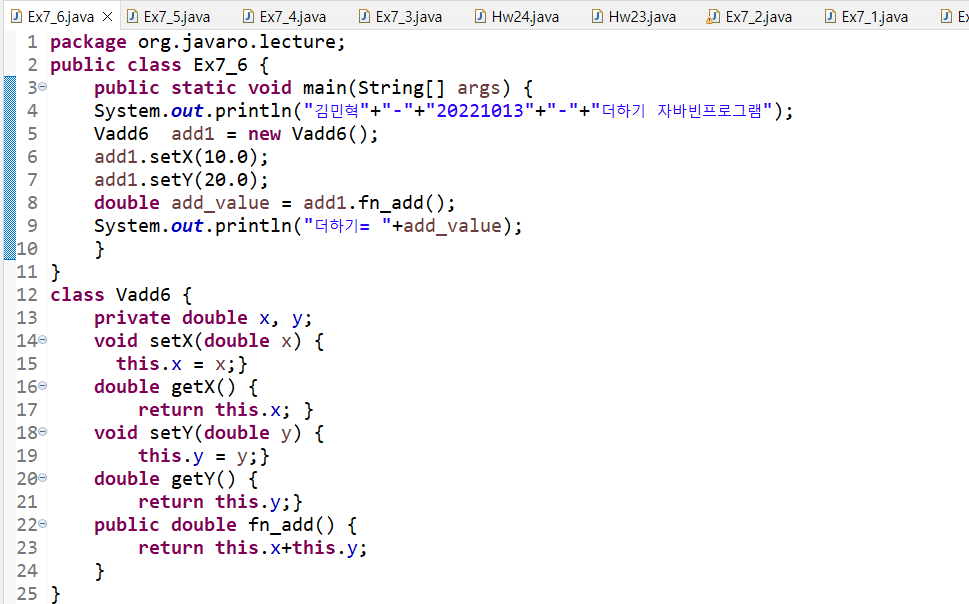 Ex7_6.java Ex7_5.java Ex7_4.java Ex7_3.java Hw24.java Hw23.java Ex7_2.java Ex7_1.java Ex
1 package org.javaro.lecture;
2 public class Ex7_6 {
3     public static void main(String[] args) {
4     System.out.println("김민혁"+"-"+"20221013"+"-"+"더하기 자바빈프로그램");
5     Vadd6  add1 = new Vadd6();
6     add1.setX(10.0);
7     add1.setY(20.0);
8     double add_value = add1.fn_add();
9     System.out.println("더하기= "+add_value);
10     }
11 }
12 class Vadd6 {
13     private double x, y;
14     void setX(double x) {
15       this.x = x;}
16     double getX() {
17         return this.x; }
18     void setY(double y) {
19         this.y = y;}
20     double getY() {
21         return this.y;}
22     public double fn_add() {
23         return this.x+this.y;
24     }
25 }